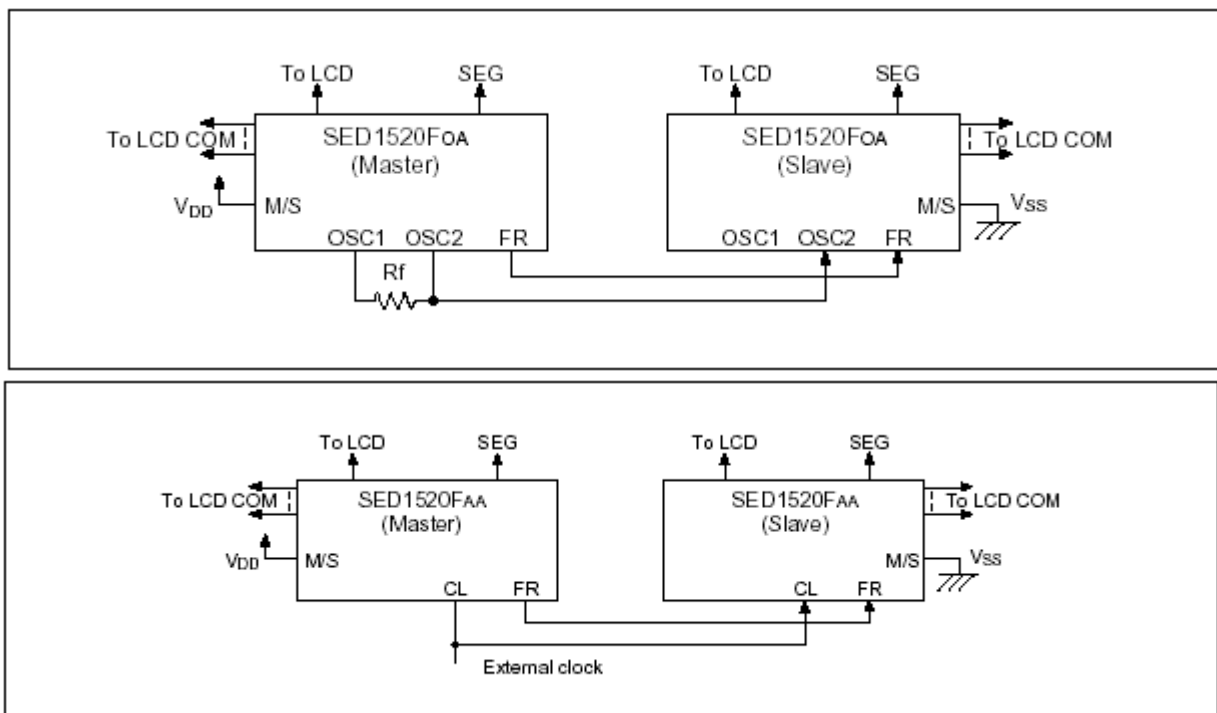 To LCD SEG To LCD SEG
To LCD COM SED1520FOA SED1520FOA To LCD COM
(Master) (Slave)
VDD M/S M/S VSS
OSC1 OSC2 FR OSC1 OSC2 FR
Rf
To LCD SEG To LCD SEG
To LCD COM SED1520FAA SED1520FAA To LCD COM
(Master) (Slave)
VDD M/S M/S VSS
CL FR CL FR
External clock